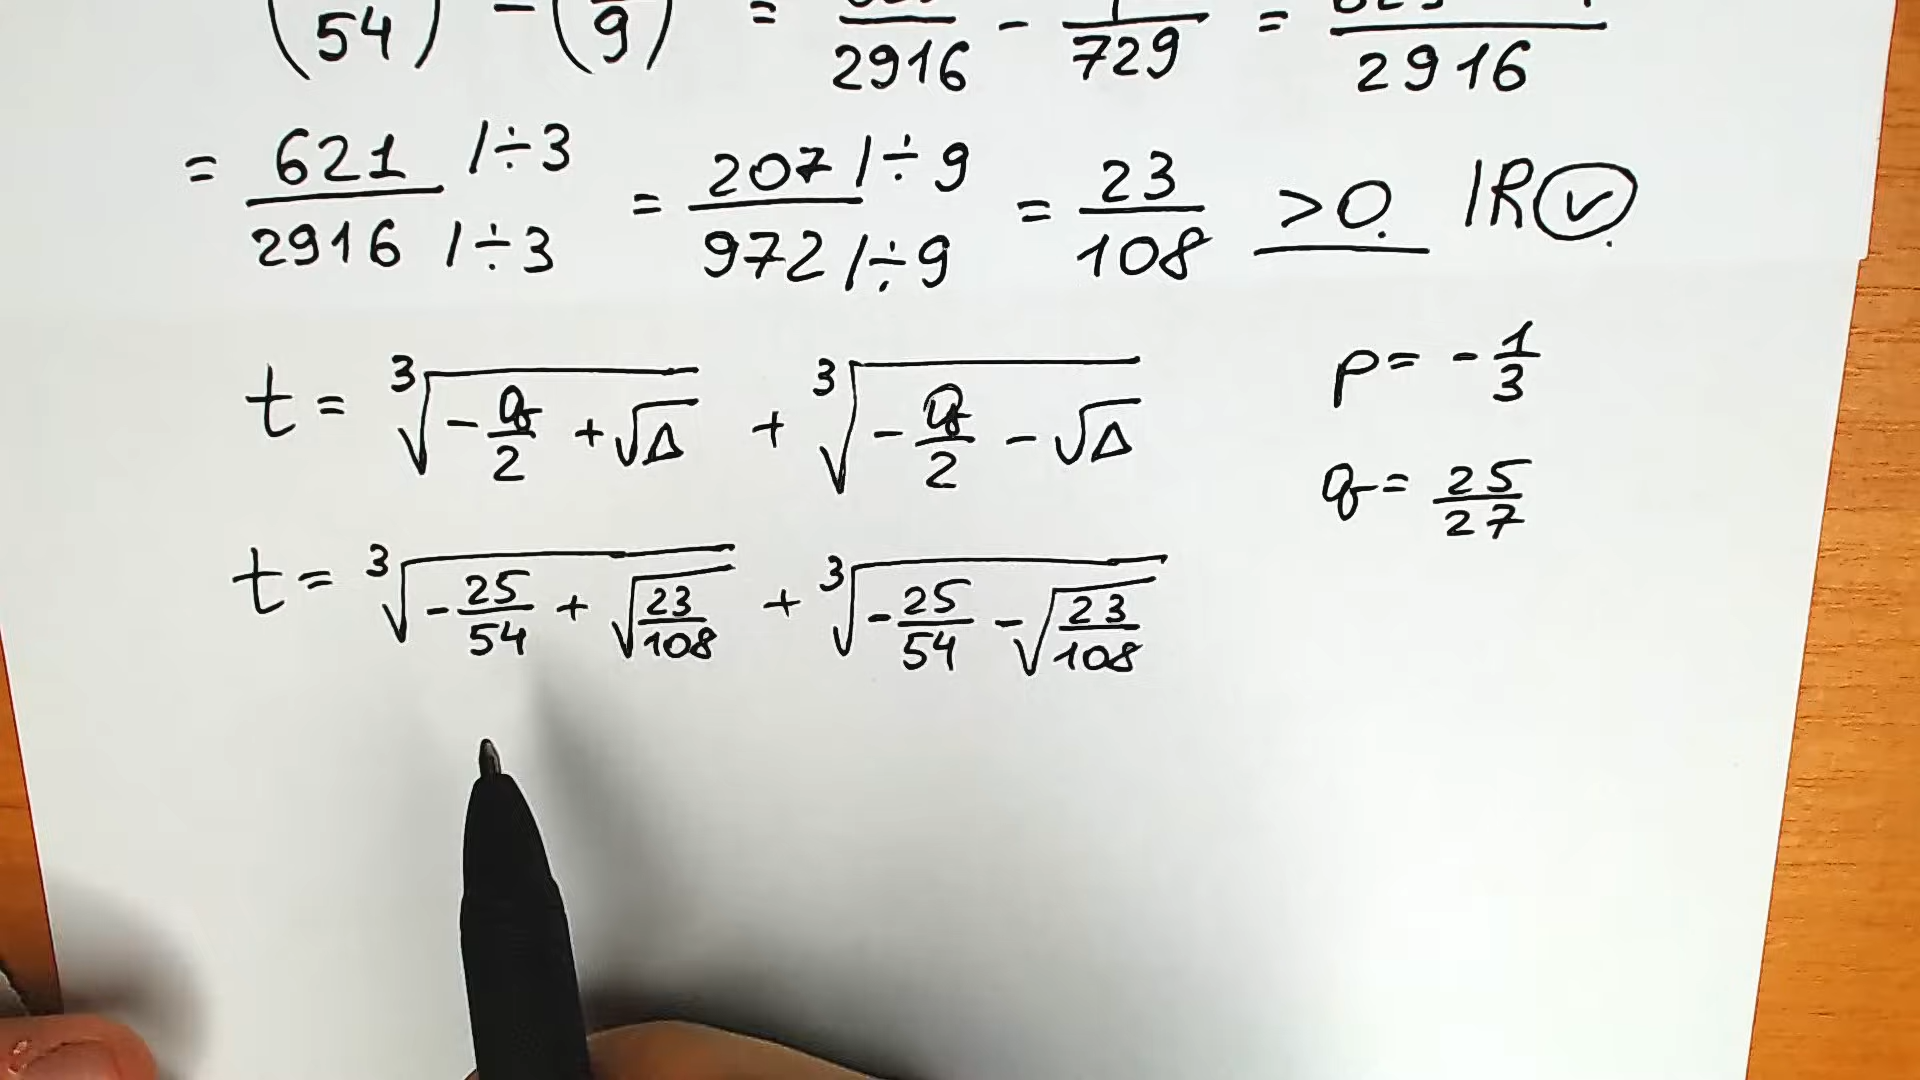 ( 54 ) - ( 9 ) = 2916 - 729 = 2916
= 621/2916 /÷3 /÷3 = 207/972 /÷9 /÷9 = 23/108 >0. |R ✓.
t = ∛(-q/2 + √Δ) + ∛(-q/2 - √Δ)
p = -1/3
q = 25/27
t = ∛(-25/54 + √(23/108)) + ∛(-25/54 - √(23/108))